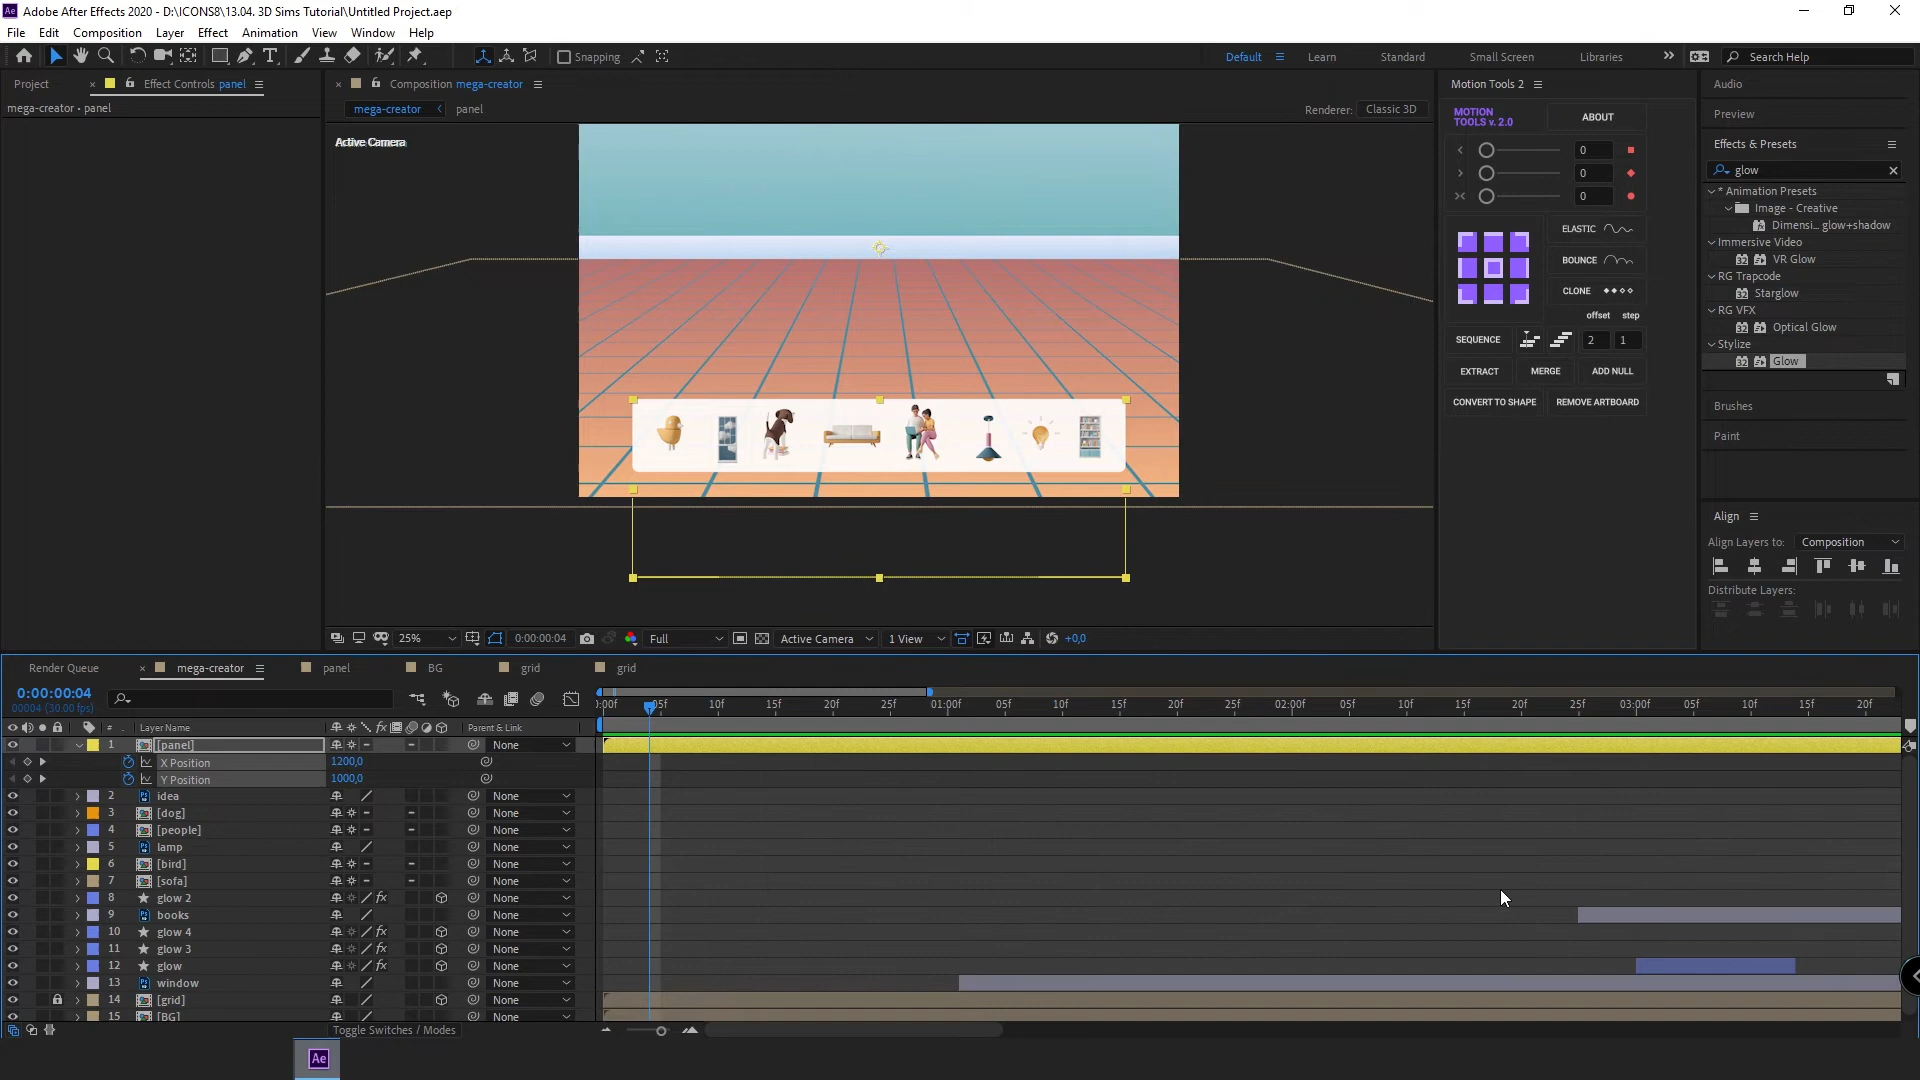 Adobe After Effects 2020 - D:\ICONS8\13.04. 3D Sims Tutorial\Untitled Project.aep
File Edit Composition Layer Effect Animation View Window Help
Snapping Default Learn Standard Small Screen Libraries Search Help
Project Effect Controls panel Composition mega-creator Motion Tools 2 Audio
mega-creator • panel
mega-creator panel Renderer: Classic 3D
Active Camera
MOTION TOOLS v. 2.0 ABOUT
Preview
0
0
0
Effects & Presets
glow
* Animation Presets
Image - Creative
Dimensi... glow+shadow
Immersive Video
VR Glow
RG Trapcode
Starglow
RG VFX
Optical Glow
Stylize
Glow
ELASTIC
BOUNCE
CLONE
offset step
SEQUENCE 2 1
EXTRACT MERGE ADD NULL
CONVERT TO SHAPE REMOVE ARTBOARD
Brushes
Paint
Align
Align Layers to: Composition
Distribute Layers:
25% 0:00:00:04 Full Active Camera 1 View +0,0
Render Queue mega-creator panel BG grid grid
0:00:00:04
00004 (30.00 fps)
:00f 05f 10f 15f 20f 25f 01:00f 05f 10f 15f 20f 25f 02:00f 05f 10f 15f 20f 25f 03:00f 05f 10f 15f 20f
# Layer Name fx Parent & Link
1 [panel] None
X Position 1200,0
Y Position 1000,0
2 idea None
3 [dog] None
4 [people] None
5 lamp None
6 [bird] None
7 [sofa] None
8 glow 2 fx None
9 books None
10 glow 4 fx None
11 glow 3 fx None
12 glow fx None
13 window None
14 [grid] None
15 [BG] None
Toggle Switches / Modes
Ae